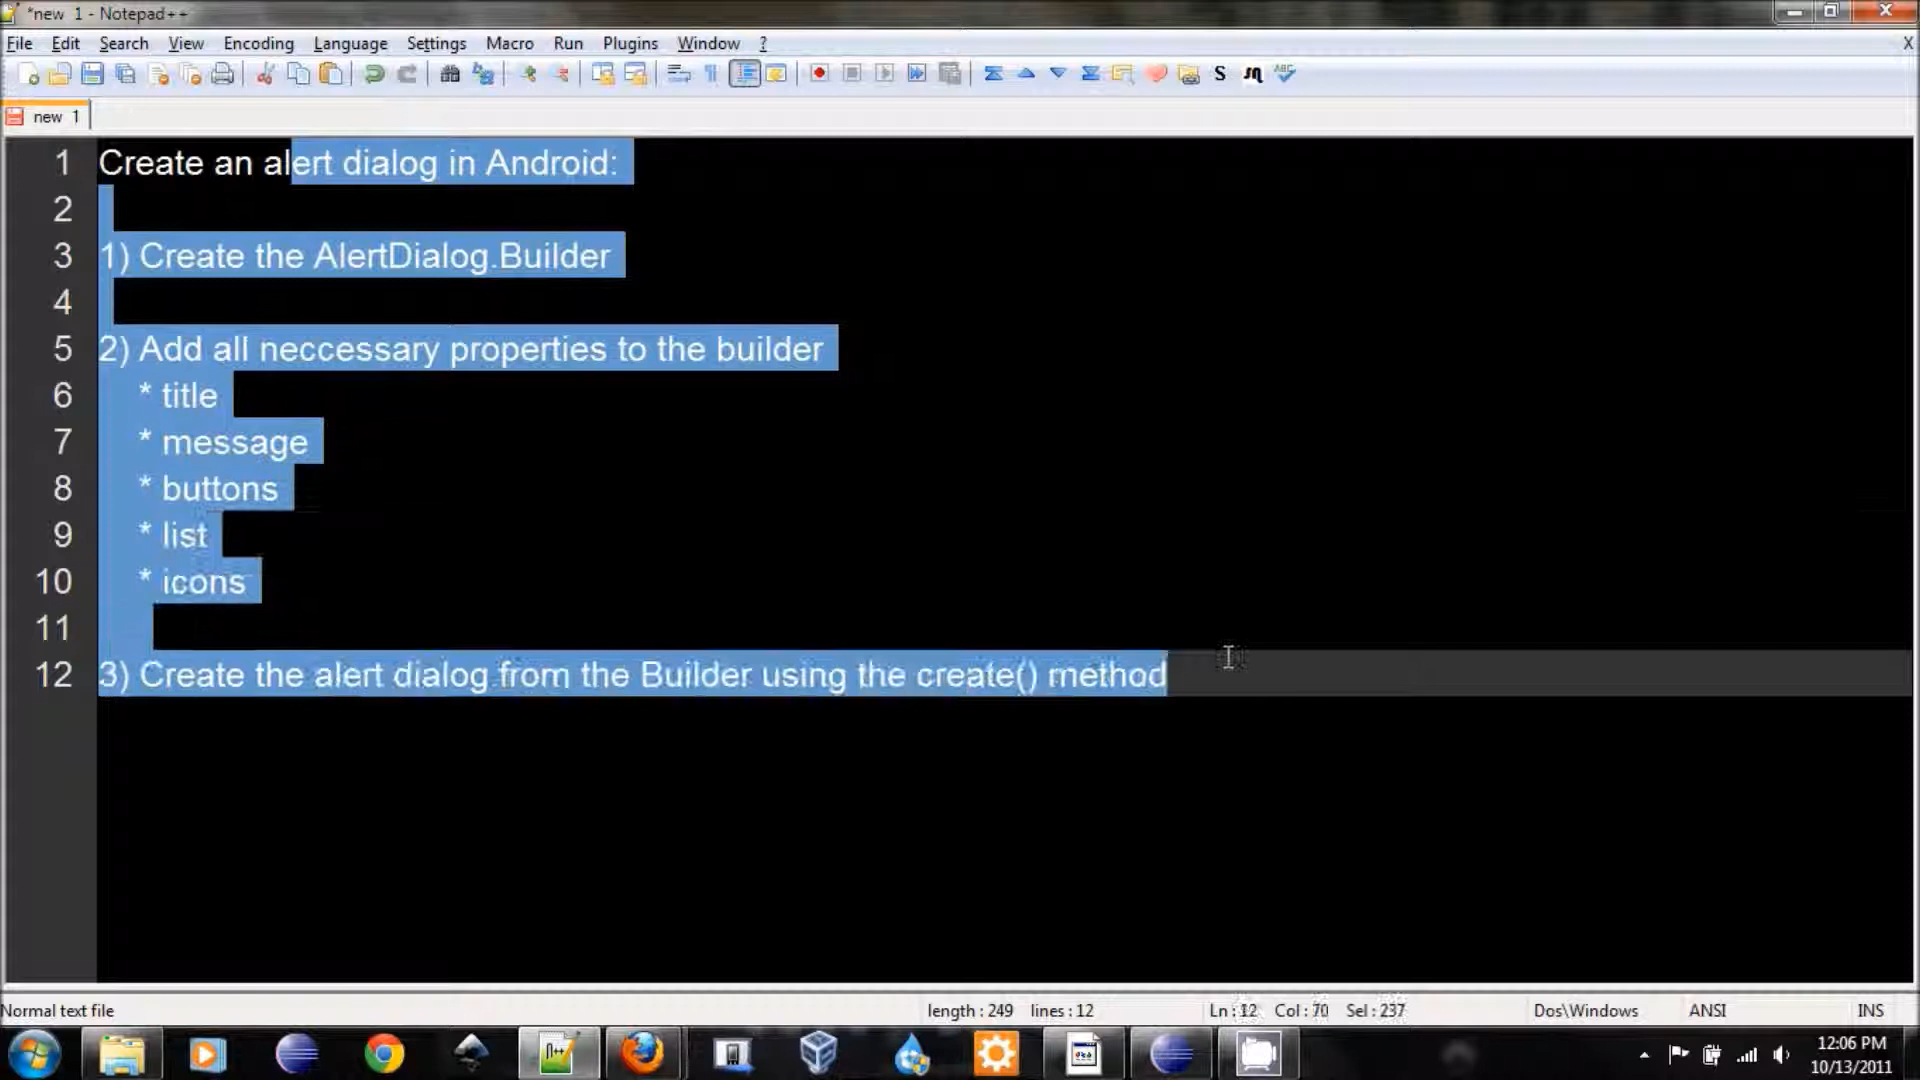 *new  1 - Notepad++
File Edit Search View Encoding Language Settings Macro Run Plugins Window ? X
new  1
1 Create an alert dialog in Android:
2
3 1) Create the AlertDialog.Builder
4
5 2) Add all neccessary properties to the builder
6 * title
7 * message
8 * buttons
9 * list
10 * icons
11
12 3) Create the alert dialog from the Builder using the create() method
Normal text file length : 249 lines : 12 Ln : 12 Col : 70 Sel : 237 Dos\Windows ANSI INS
12:06 PM
10/13/2011